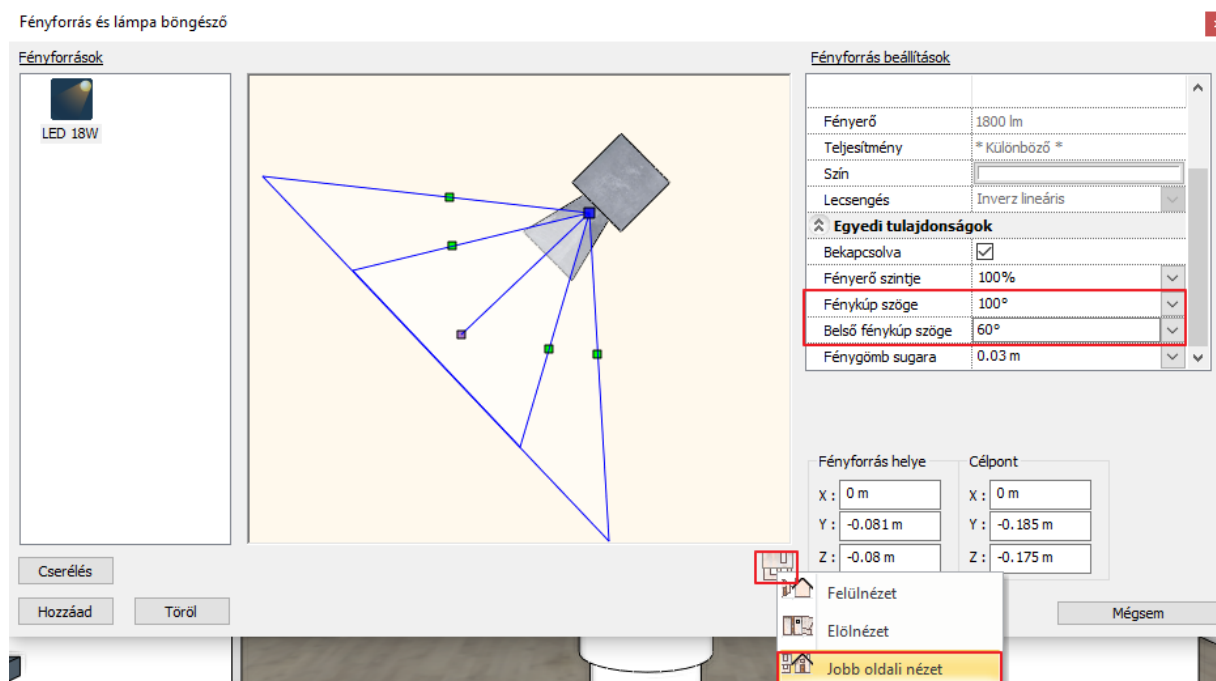 Fényforrás és lámpa böngésző
Fényforrások
LED 18W
Fényforrás beállítások
Fényerő 1800 lm
Teljesítmény * Különböző *
Szín
Lecsengés Inverz lineáris
Egyedi tulajdonságok
Bekapcsolva
Fényerő szintje 100%
Fénykúp szöge 100°
Belső fénykúp szöge 60°
Fénygömb sugara 0.03 m
Fényforrás helye Célpont
X : 0 m X : 0 m
Y : -0.081 m Y : -0.185 m
Z : -0.08 m Z : -0.175 m
Cserélés
Hozzáad Töröl
Felülnézet
Elölnézet
Jobb oldali nézet
Mégsem